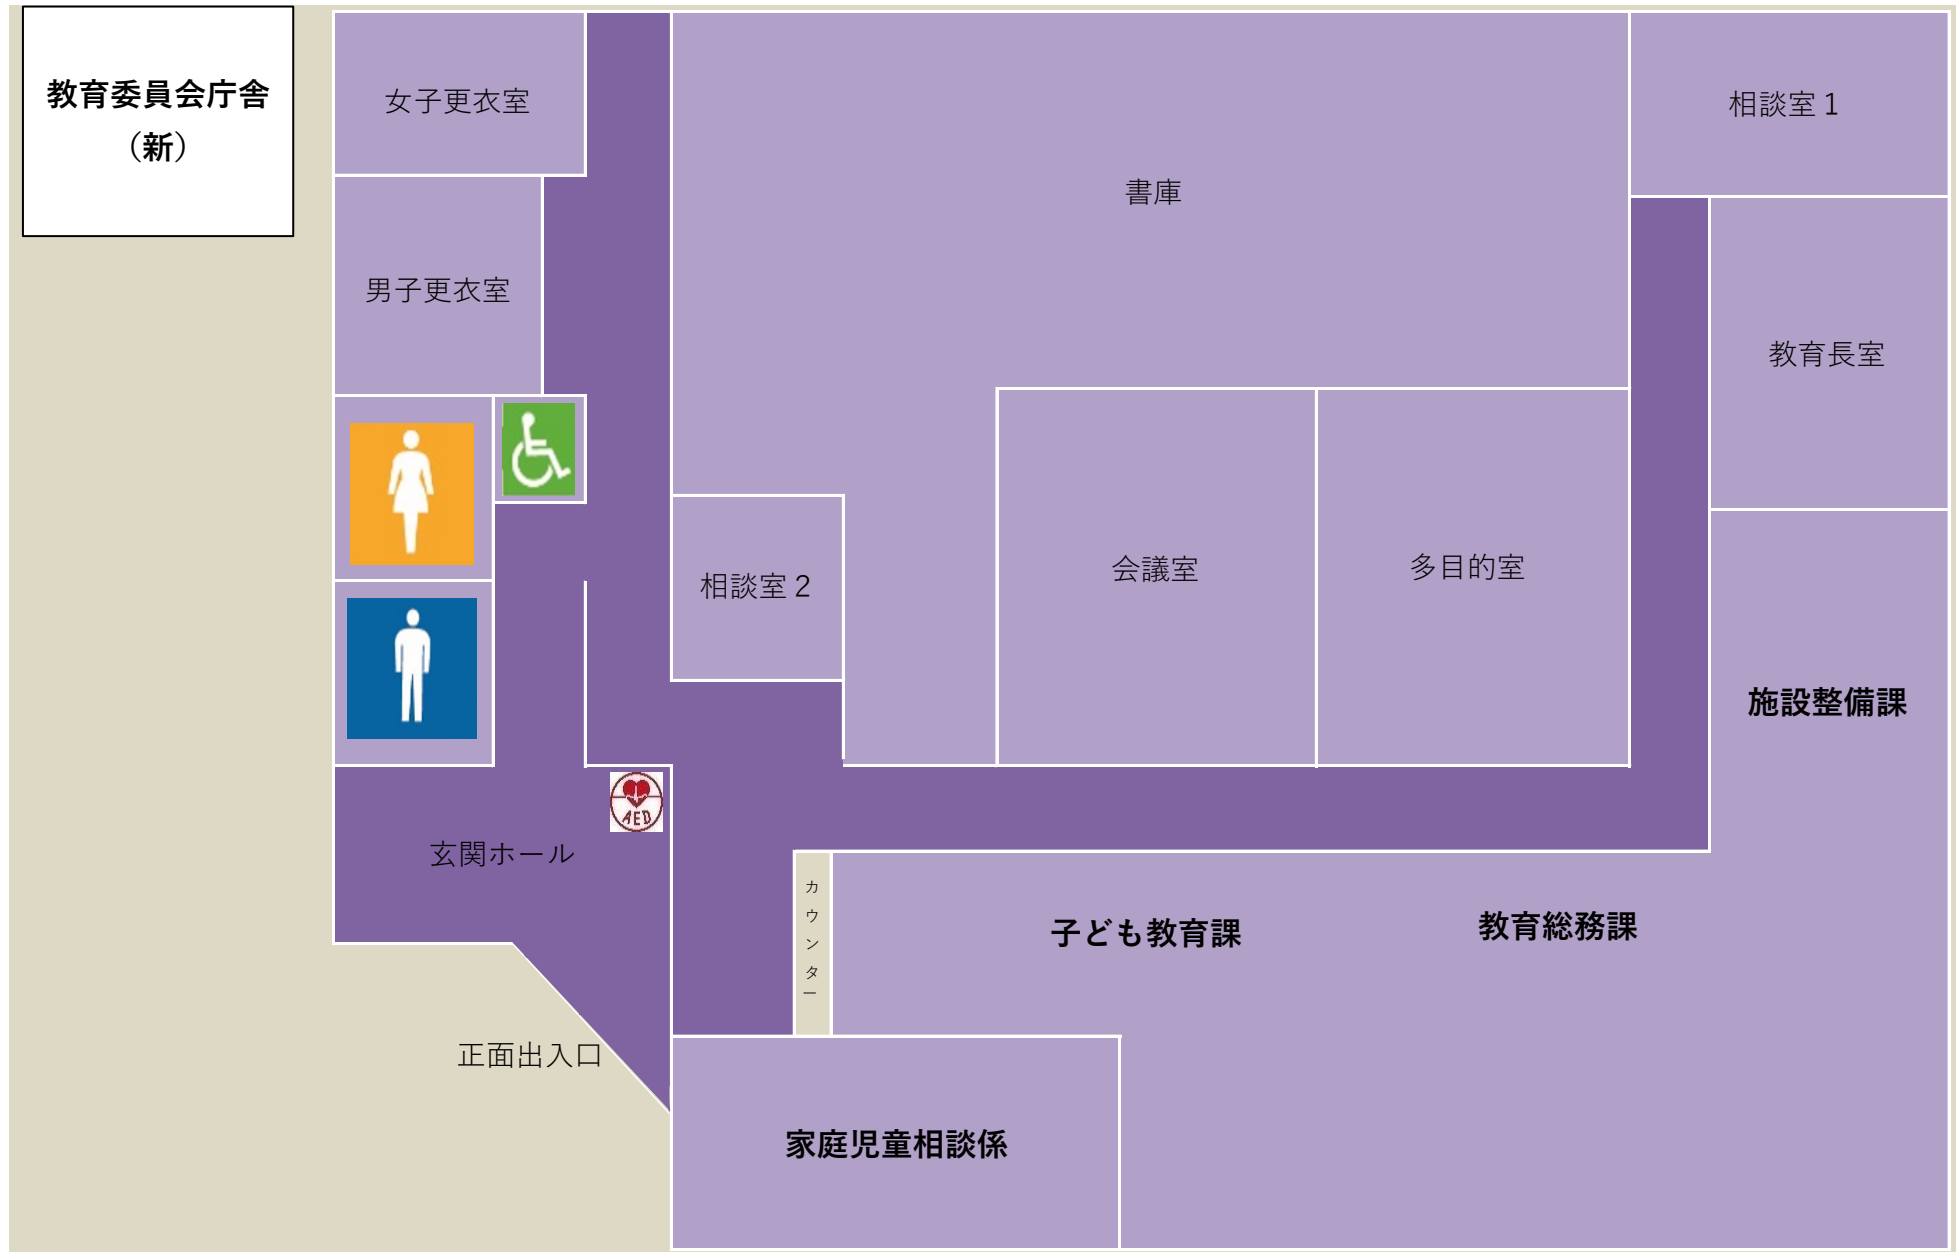 教育委員会庁舎
（新）
女子更衣室
相談室１
書庫
男子更衣室
教育長室
相談室２
会議室
多目的室
施設整備課
AED
玄関ホール
カウンター
子ども教育課
教育総務課
正面出入口
家庭児童相談係